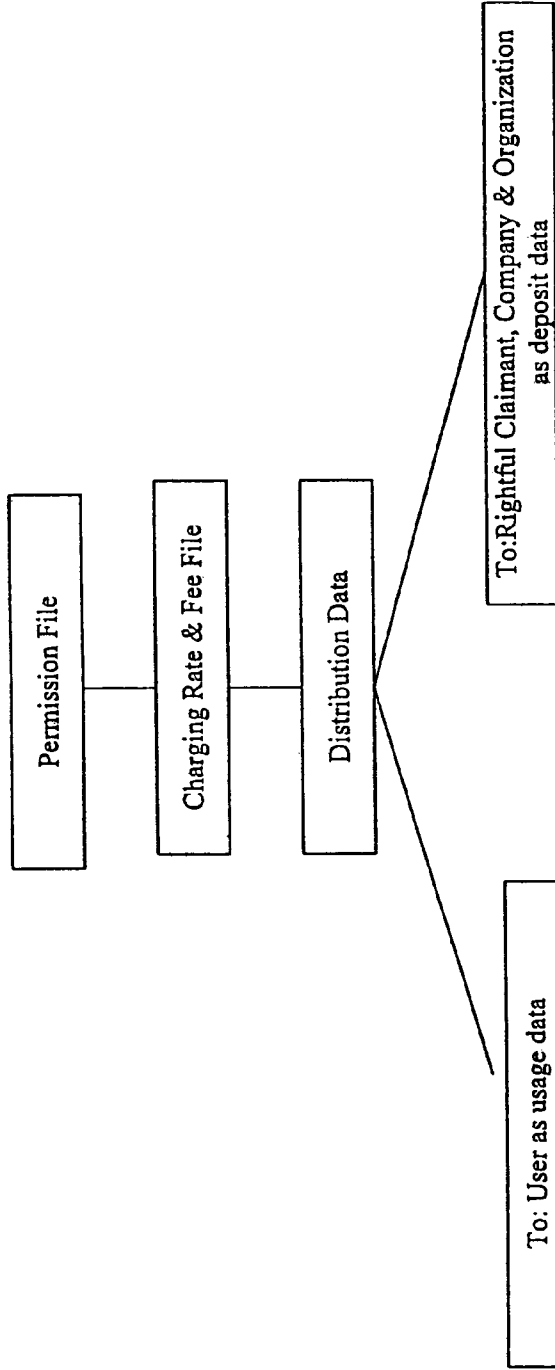 Permission File
Charging Rate & Fee File
Distribution Data
To: User as usage data
To:Rightful Claimant, Company & Organization
as deposit data